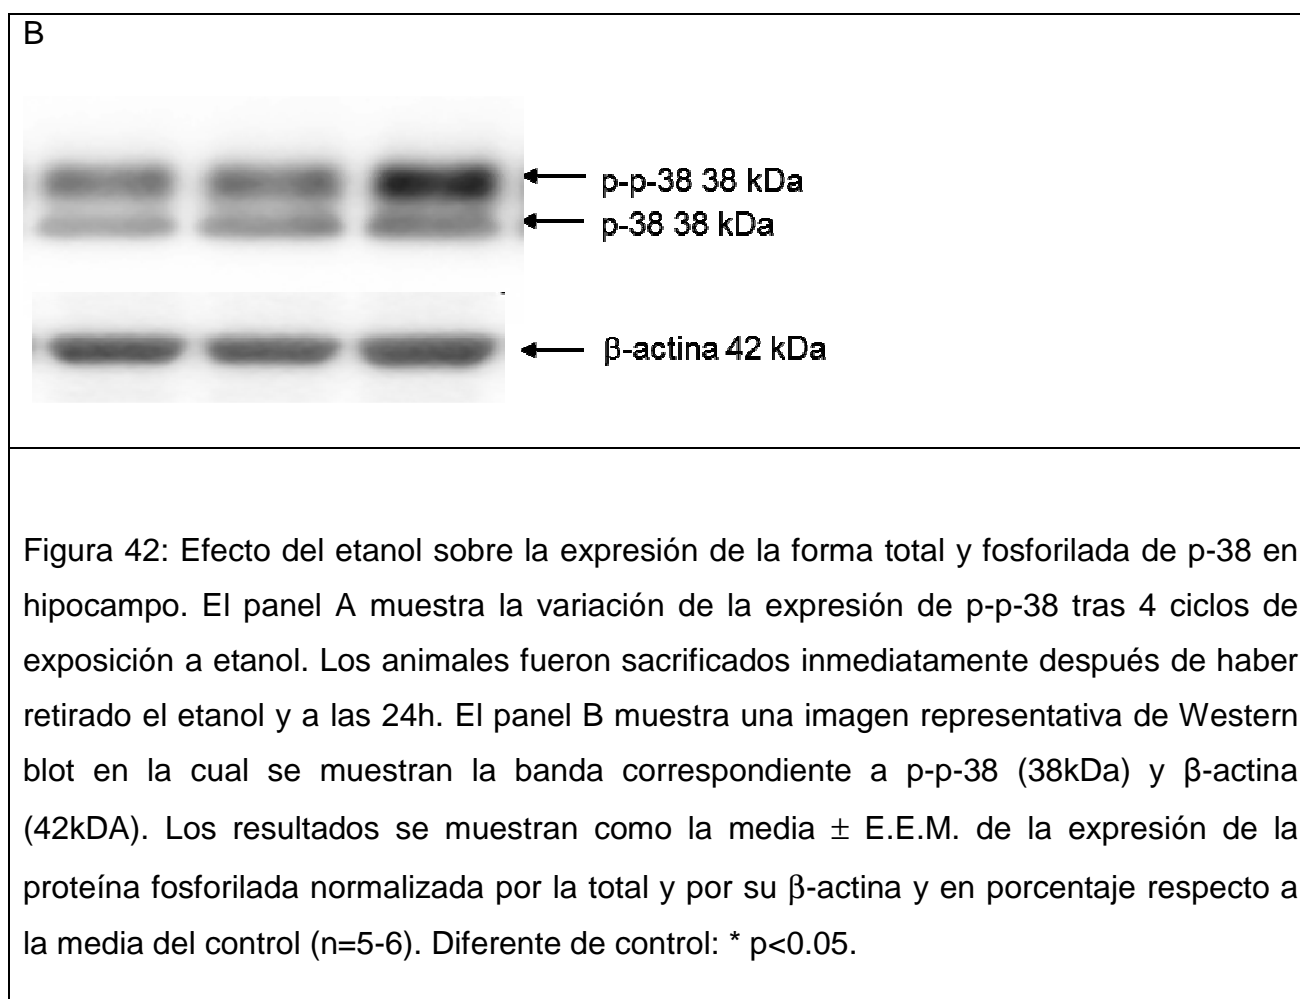 B
p-p-38 38 kDa
p-38 38 kDa
β-actina 42 kDa
Figura 42: Efecto del etanol sobre la expresión de la forma total y fosforilada de p-38 en
hipocampo. El panel A muestra la variación de la expresión de p-p-38 tras 4 ciclos de
exposición a etanol. Los animales fueron sacrificados inmediatamente después de haber
retirado el etanol y a las 24h. El panel B muestra una imagen representativa de Western
blot en la cual se muestran la banda correspondiente a p-p-38 (38kDa) y β-actina
(42kDA). Los resultados se muestran como la media ± E.E.M. de la expresión de la
proteína fosforilada normalizada por la total y por su β-actina y en porcentaje respecto a
la media del control (n=5-6). Diferente de control: * p<0.05.